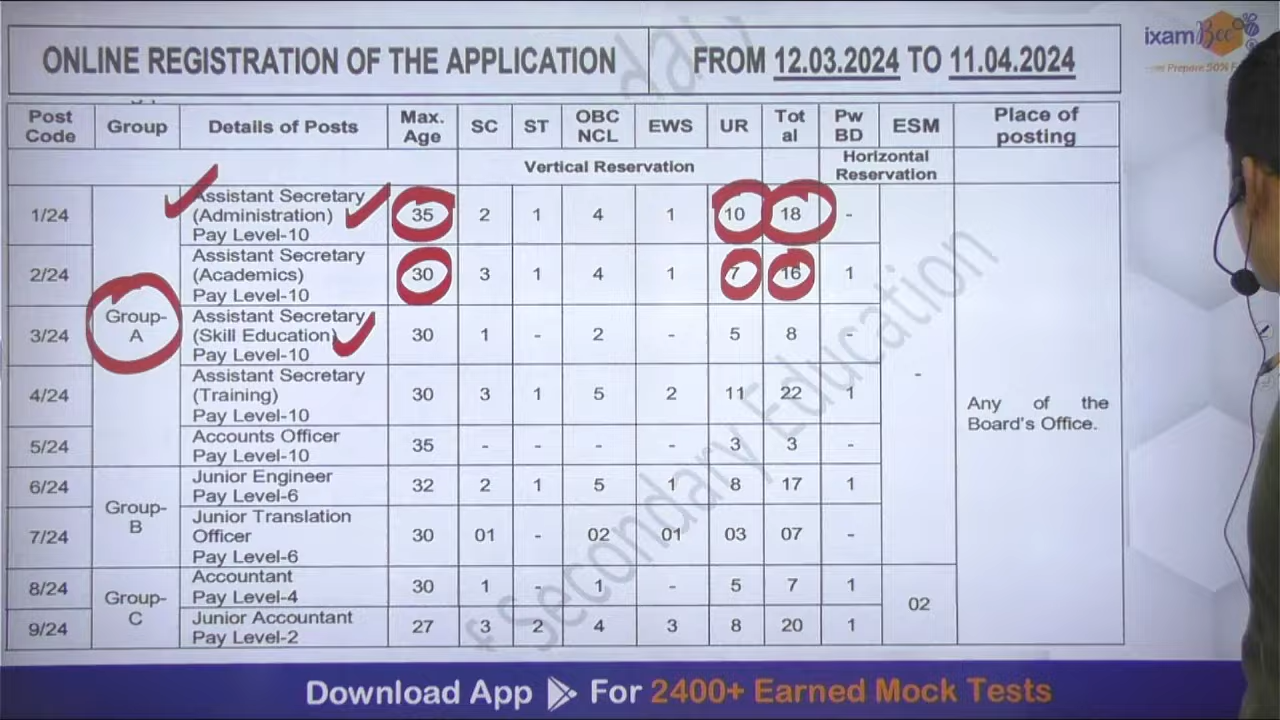 ixamBee
Prepare 50%
ONLINE REGISTRATION OF THE APPLICATION FROM 12.03.2024 TO 11.04.2024
Post Code Group Details of Posts Max. Age SC ST OBC NCL EWS UR Tot al Pw BD ESM Place of posting
Vertical Reservation Horizontal Reservation
1/24 Assistant Secretary (Administration) Pay Level-10 35 2 1 4 1 10 18 -
2/24 Assistant Secretary (Academics) Pay Level-10 30 3 1 4 1 7 16 1
Group-A
3/24 Assistant Secretary (Skill Education) Pay Level-10 30 1 - 2 - 5 8 -
-
4/24 Assistant Secretary (Training) Pay Level-10 30 3 1 5 2 11 22 1
Any of the Board's Office.
5/24 Accounts Officer Pay Level-10 35 - - - - 3 3 -
6/24 Junior Engineer Pay Level-6 32 2 1 5 1 8 17 1
Group-B
7/24 Junior Translation Officer Pay Level-6 30 01 - 02 01 03 07 -
8/24 Accountant Pay Level-4 30 1 - 1 - 5 7 1
Group-C
02
9/24 Junior Accountant Pay Level-2 27 3 2 4 3 8 20 1
Secondary Education
Download App For 2400+ Earned Mock Tests